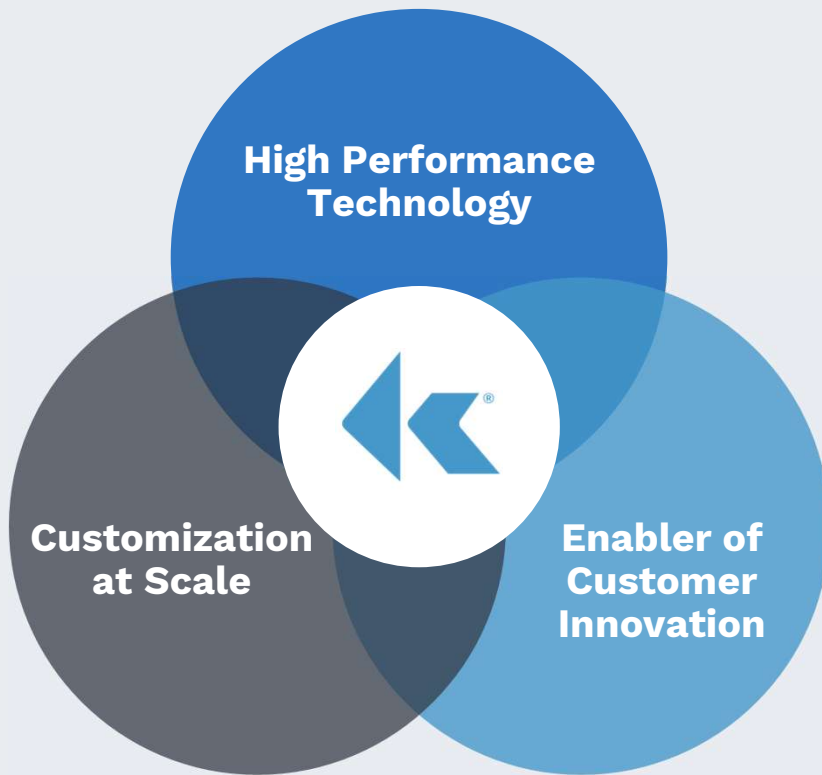 High Performance
Technology
®
Customization
at Scale
Enabler of
Customer
Innovation